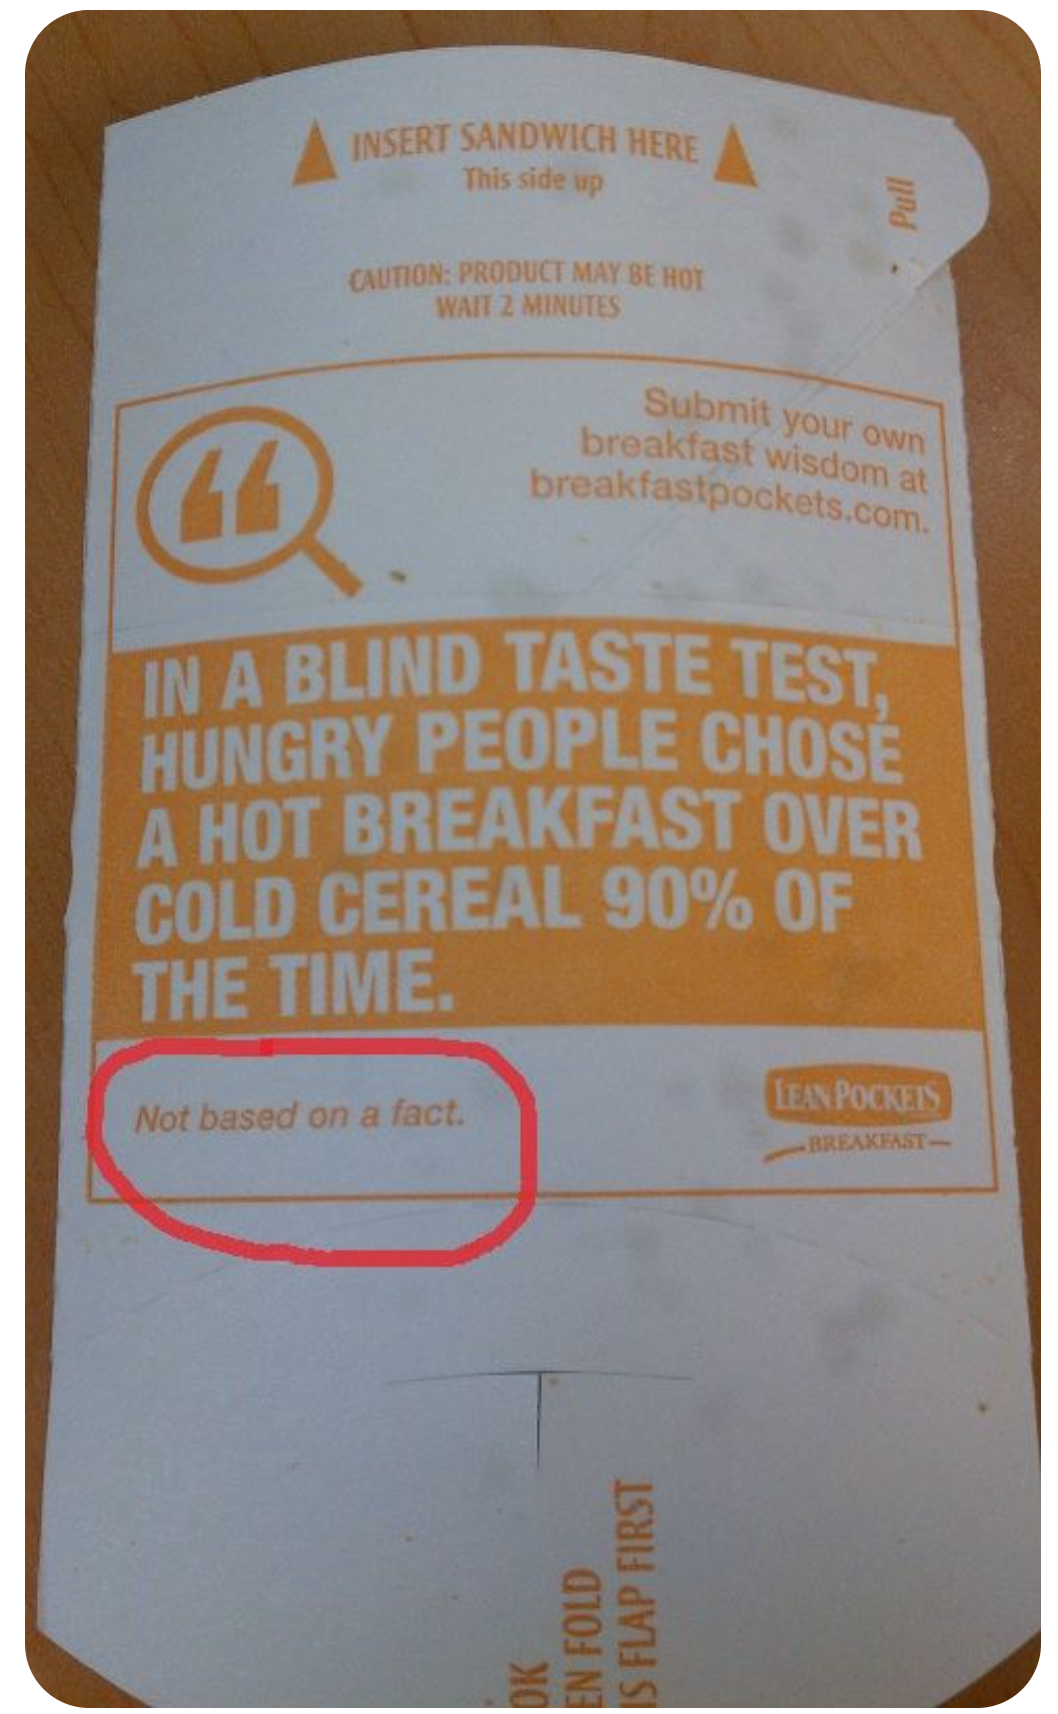 INSERT SANDWICH HERE
This side up
Pull
CAUTION: PRODUCT MAY BE HOT
WAIT 2 MINUTES
Submit your own
breakfast wisdom at
breakfastpockets.com.
IN A BLIND TASTE TEST,
HUNGRY PEOPLE CHOSE
A HOT BREAKFAST OVER
COLD CEREAL 90% OF
THE TIME.
Not based on a fact.
LEAN POCKETS
BREAKFAST
OK
EN FOLD
IS FLAP FIRST